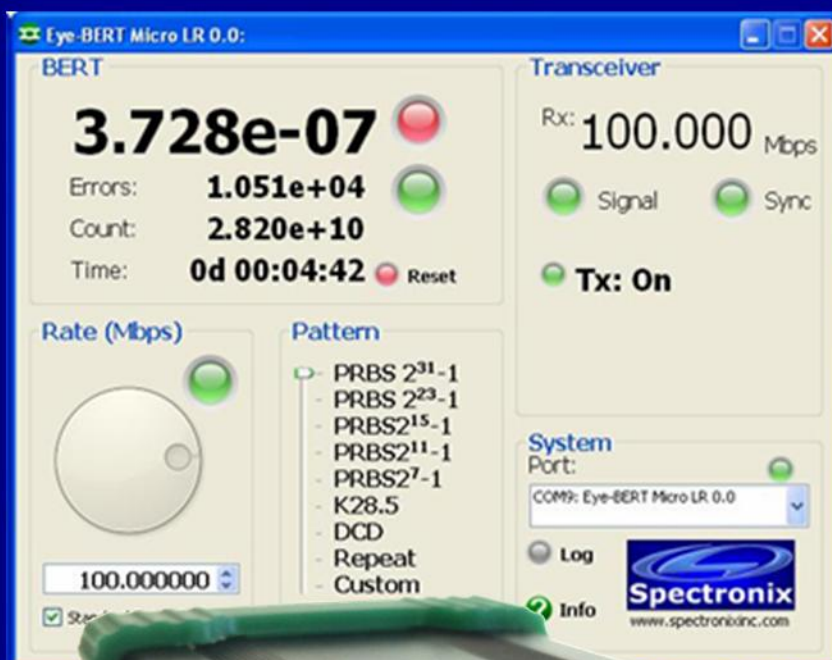 Eye-BERT Micro LR 0.0:
BERT
3.728e-07
Errors: 1.051e+04
Count: 2.820e+10
Time: 0d 00:04:42 Reset
Transceiver
Rx: 100.000 Mbps
Signal Sync
Tx: On
Rate (Mbps)
100.000000
Pattern
PRBS 2³¹-1
PRBS 2²³-1
PRBS2¹⁵-1
PRBS2¹¹-1
PRBS2⁷-1
K28.5
DCD
Repeat
Custom
System
Port:
COM9: Eye-BERT Micro LR 0.0
Log
Info
Spectronix
www.spectronixinc.com